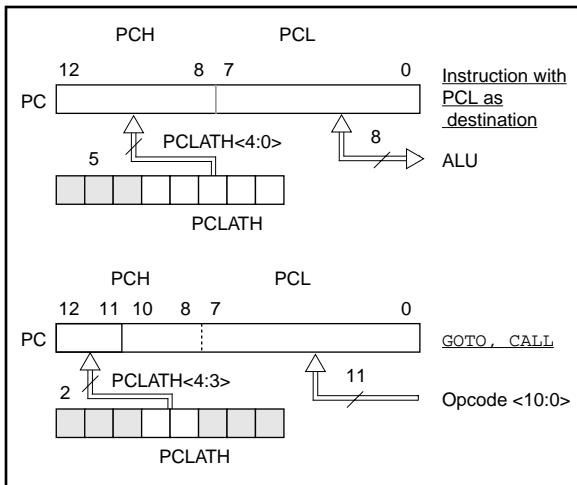 PCH PCL
12 8 7 0
PC
Instruction with
PCL as
destination
5
PCLATH<4:0>
8
ALU
PCLATH
PCH PCL
12 11 10 8 7 0
PC
GOTO, CALL
2
PCLATH<4:3>
11
Opcode <10:0>
PCLATH